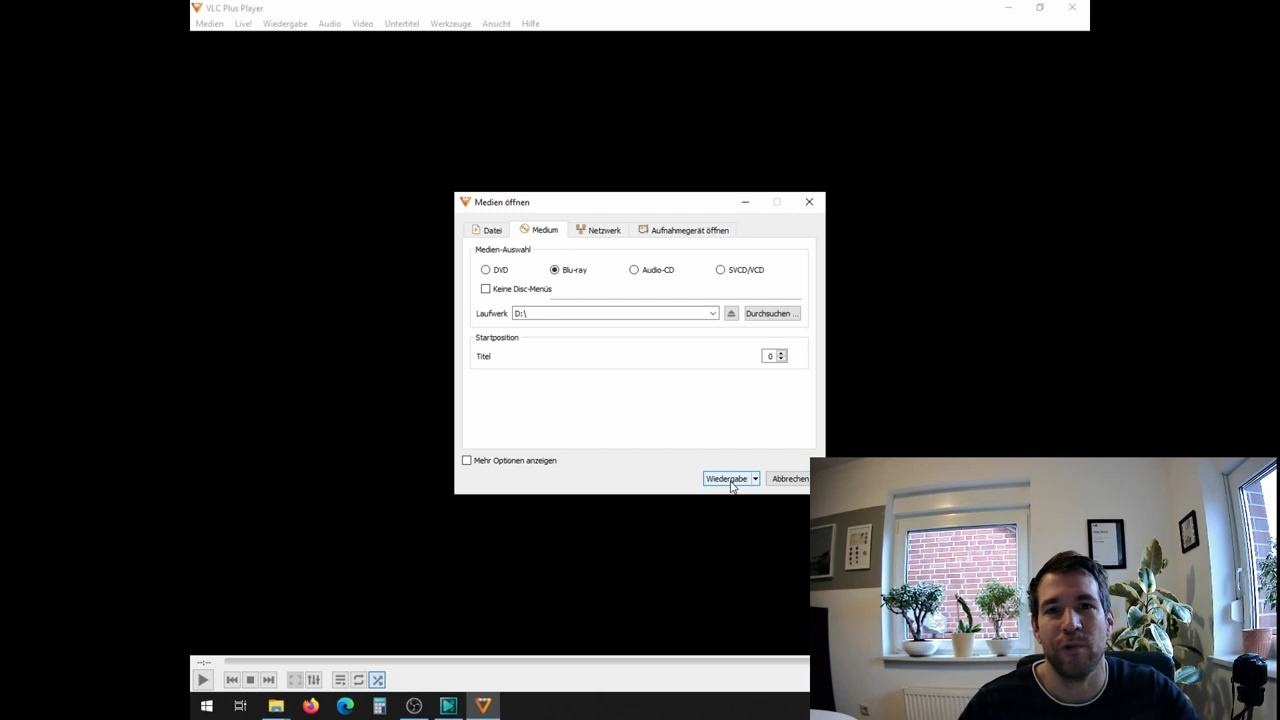 VLC Plus Player
Medien Live! Wiedergabe Audio Video Untertitel Werkzeuge Ansicht Hilfe
Medien öffnen
Datei Medium Netzwerk Aufnahmegerät öffnen
Medien-Auswahl
DVD Blu-ray Audio-CD SVCD/VCD
Keine Disc-Menüs
Laufwerk D:\ Durchsuchen ...
Startposition
Titel 0
Mehr Optionen anzeigen
Wiedergabe Abbrechen
--:--